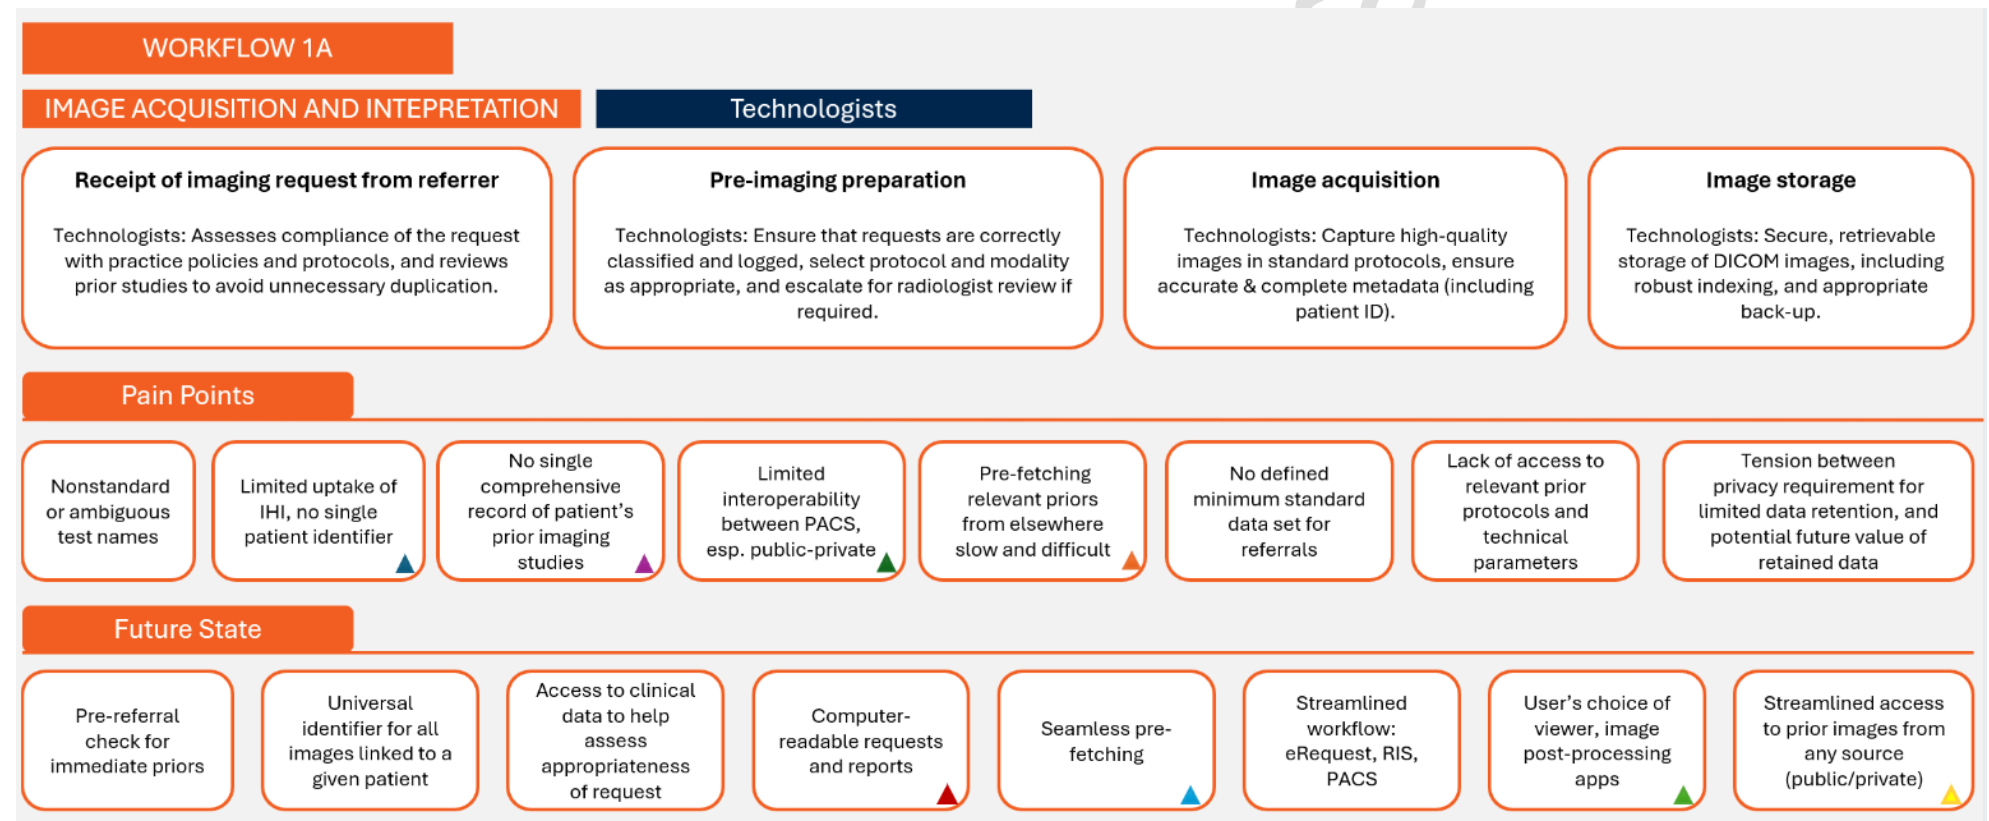 WORKFLOW 1A
IMAGE ACQUISITION AND INTEPRETATION
Technologists
Receipt of imaging request from referrer
Technologists: Assesses compliance of the request
with practice policies and protocols, and reviews
prior studies to avoid unnecessary duplication.
Pre-imaging preparation
Technologists: Ensure that requests are correctly
classified and logged, select protocol and modality
as appropriate, and escalate for radiologist review if
required.
Image acquisition
Technologists: Capture high-quality
images in standard protocols, ensure
accurate & complete metadata (including
patient ID).
Image storage
Technologists: Secure, retrievable
storage of DICOM images, including
robust indexing, and appropriate
back-up.
Pain Points
Nonstandard
or ambiguous
test names
Limited uptake of
IHI, no single
patient identifier
No single
comprehensive
record of patient's
prior imaging
studies
Limited
interoperability
between PACS,
esp. public-private
Pre-fetching
relevant priors
from elsewhere
slow and difficult
No defined
minimum standard
data set for
referrals
Lack of access to
relevant prior
protocols and
technical
parameters
Tension between
privacy requirement for
limited data retention, and
potential future value of
retained data
Future State
Pre-referral
check for
immediate priors
Universal
identifier for all
images linked to a
given patient
Access to clinical
data to help
assess
appropriateness
of request
Computer-
readable requests
and reports
Seamless pre-
fetching
Streamlined
workflow:
eRequest, RIS,
PACS
User's choice of
viewer, image
post-processing
apps
Streamlined access
to prior images from
any source
(public/private)